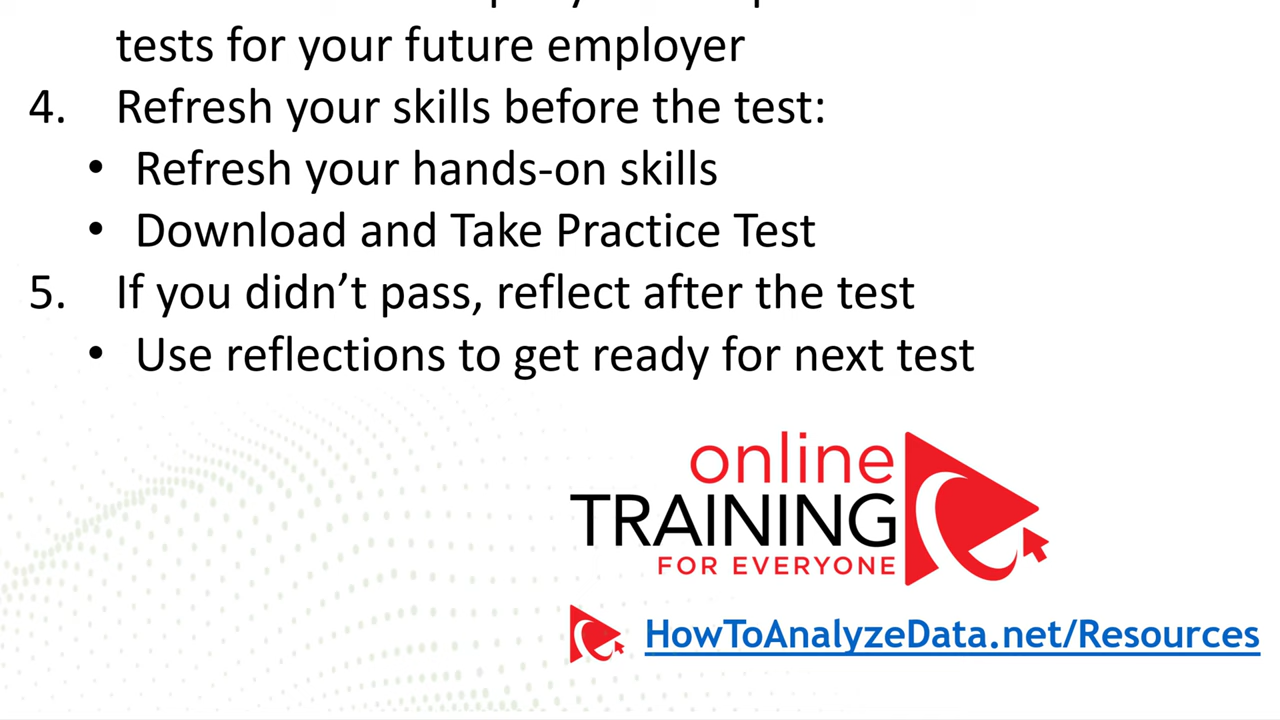 tests for your future employer
4. Refresh your skills before the test:
• Refresh your hands-on skills
• Download and Take Practice Test
5. If you didn’t pass, reflect after the test
• Use reflections to get ready for next test
online
TRAINING
FOR EVERYONE
HowToAnalyzeData.net/Resources